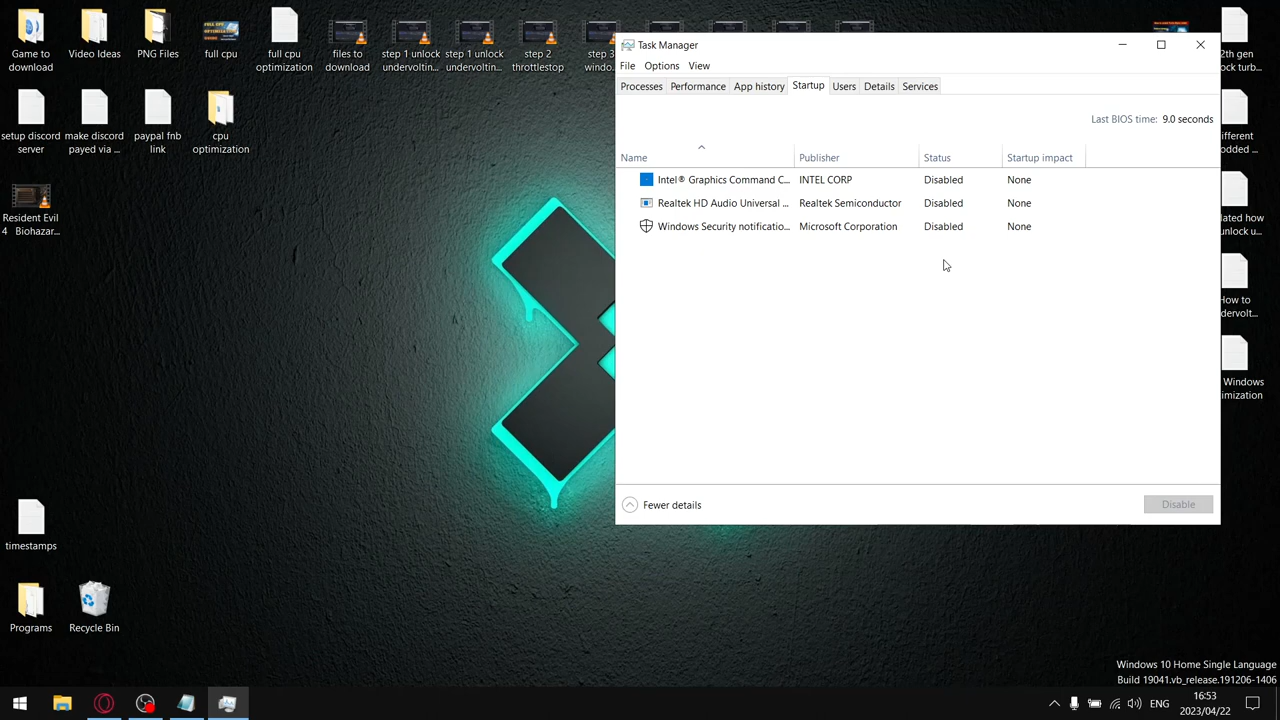 Game to
download
Video Ideas
PNG Files
full cpu
full cpu
optimization
files to
download
step 1 unlock
undervoltin...
step 1 unlock
undervoltin...
step 2
throttlestop
step 3
windo...
Task Manager
File Options View
Processes Performance App history Startup Users Details Services
Last BIOS time: 9.0 seconds
Name Publisher Status Startup impact
Intel® Graphics Command C... INTEL CORP Disabled None
Realtek HD Audio Universal ... Realtek Semiconductor Disabled None
Windows Security notificatio... Microsoft Corporation Disabled None
Fewer details
Disable
setup discord
server
make discord
payed via ...
paypal fnb
link
cpu
optimization
Resident Evil
4 Biohazar...
timestamps
Programs
Recycle Bin
Windows 10 Home Single Language
Build 19041.vb_release.191206-1406
ENG
16:53
2023/04/22